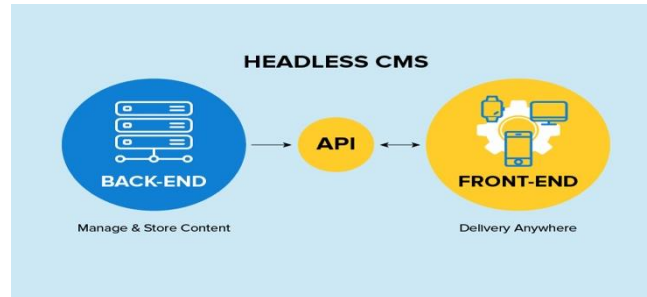 HEADLESS CMS
BACK-END
API
FRONT-END
Manage & Store Content
Delivery Anywhere